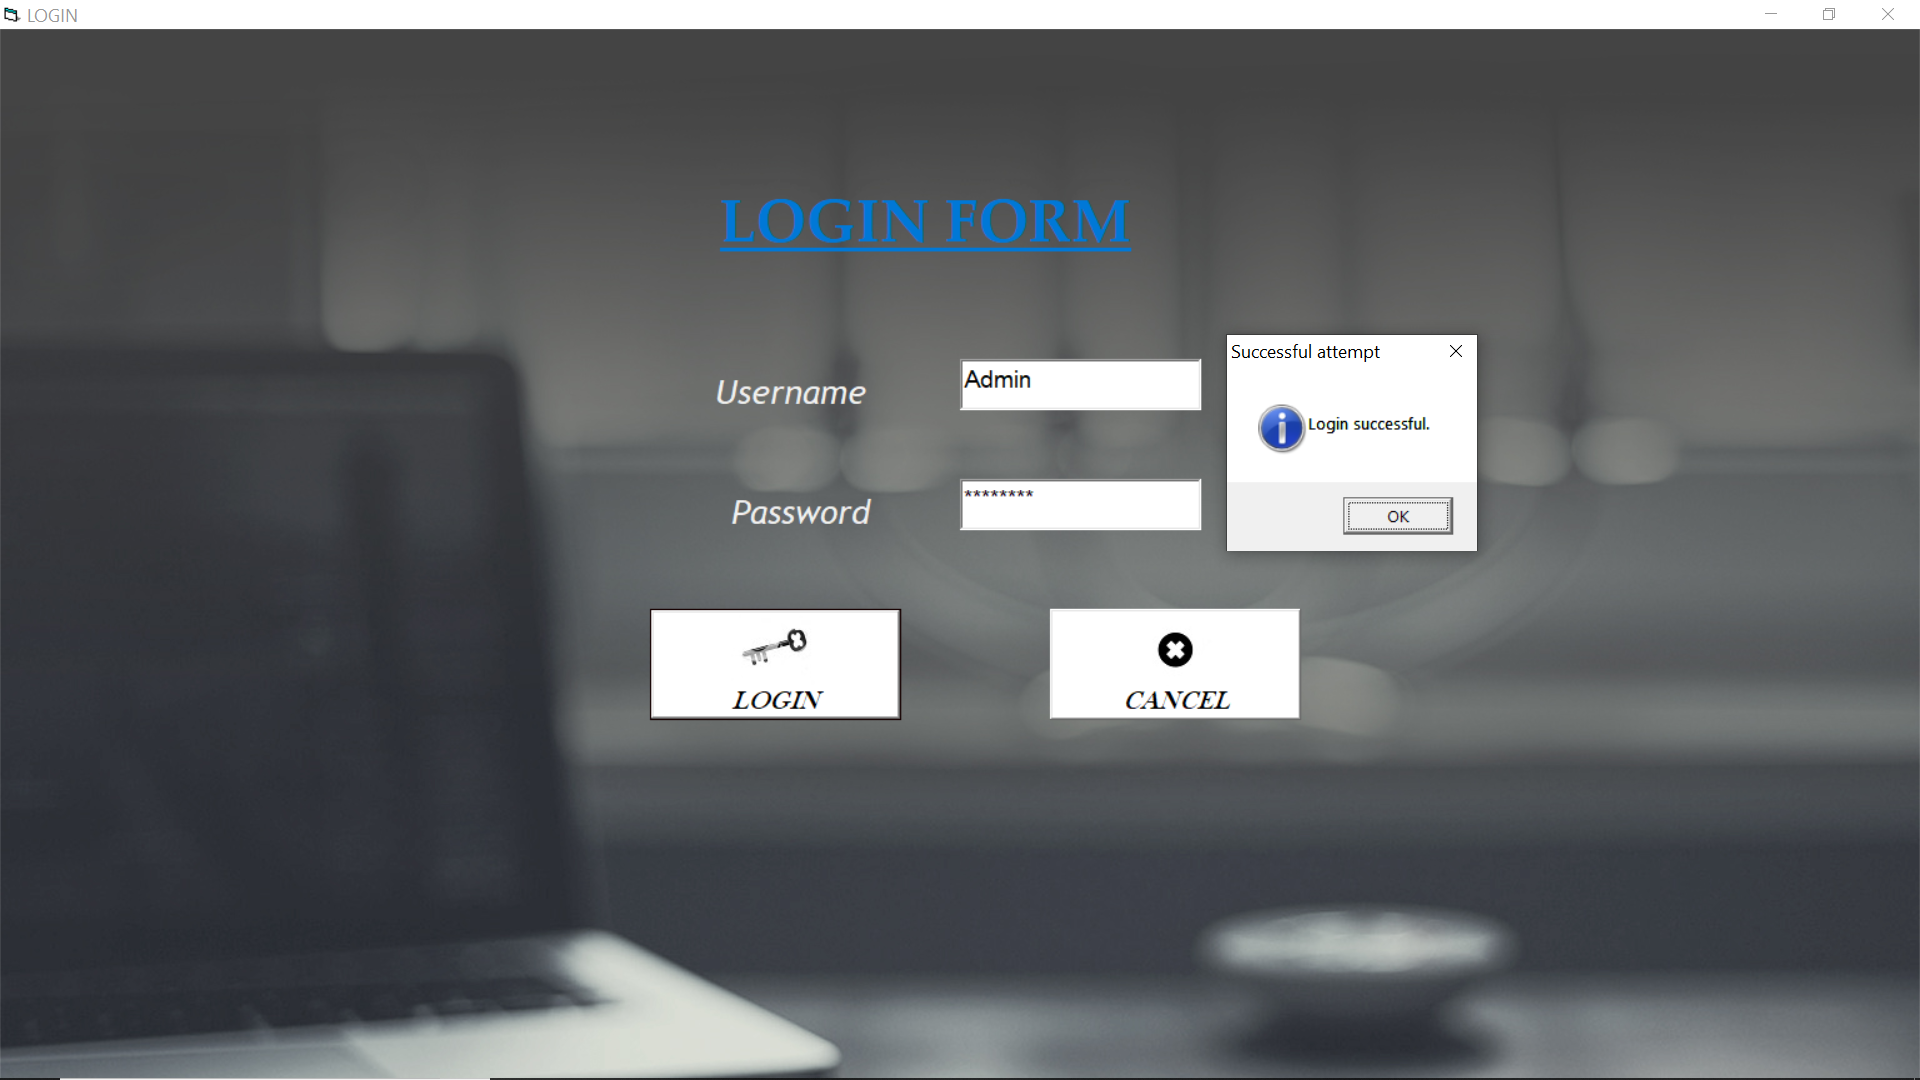 LOGIN
LOGIN FORM
Successful attempt
Username
Admin
Login successful.
Password
********
OK
LOGIN
CANCEL